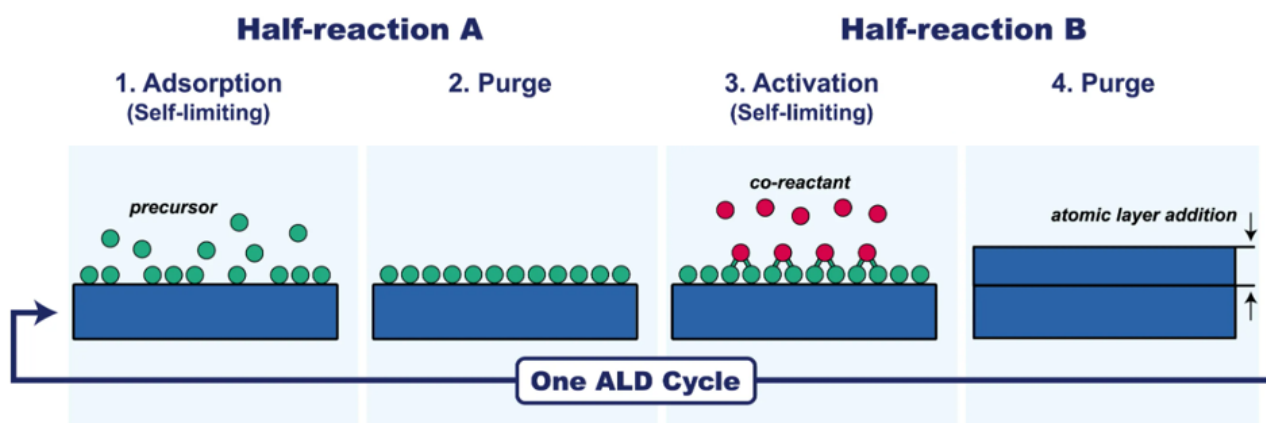 Half-reaction A
Half-reaction B
1. Adsorption
(Self-limiting)
2. Purge
3. Activation
(Self-limiting)
4. Purge
precursor
co-reactant
atomic layer addition
One ALD Cycle